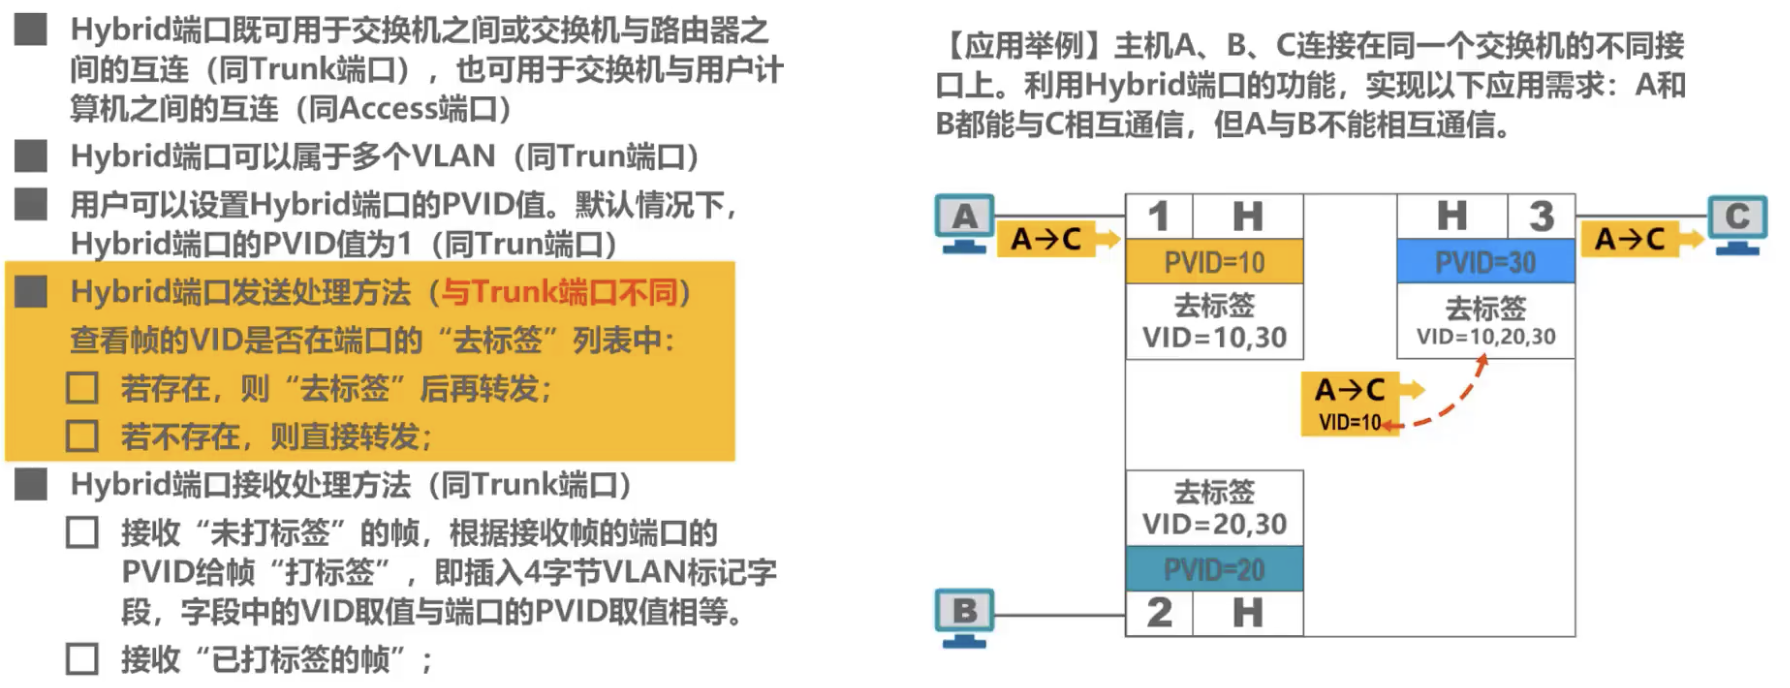 Hybrid端口既可用于交换机之间或交换机与路由器之
间的互连（同Trunk端口），也可用于交换机与用户计
算机之间的互连（同Access端口）
Hybrid端口可以属于多个VLAN（同Trun端口）
用户可以设置Hybrid端口的PVID值。默认情况下，
Hybrid端口的PVID值为1（同Trun端口）
Hybrid端口发送处理方法（与Trunk端口不同）
查看帧的VID是否在端口的“去标签”列表中：
若存在，则“去标签”后再转发；
若不存在，则直接转发；
Hybrid端口接收处理方法（同Trunk端口）
接收“未打标签”的帧，根据接收帧的端口的
PVID给帧“打标签”，即插入4字节VLAN标记字
段，字段中的VID取值与端口的PVID取值相等。
接收“已打标签的帧”；
【应用举例】主机A、B、C连接在同一个交换机的不同接
口上。利用Hybrid端口的功能，实现以下应用需求：A和
B都能与C相互通信，但A与B不能相互通信。
A
A→C
1 H
PVID=10
去标签
VID=10,30
H 3
PVID=30
去标签
VID=10,20,30
A→C
C
A→C
VID=10
去标签
VID=20,30
PVID=20
2 H
B